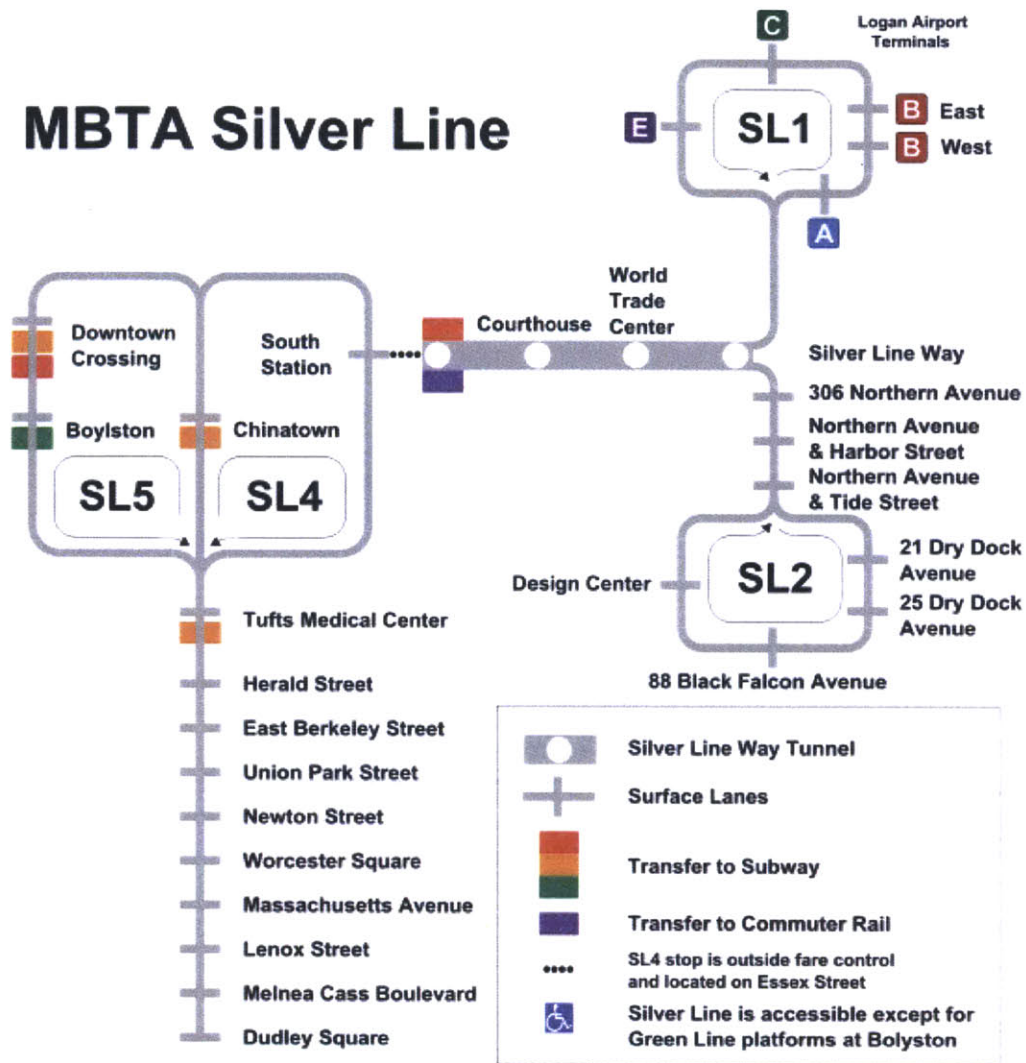 MBTA Silver Line
C
Logan Airport
Terminals
E
SL1
B
East
B
West
A
World
Trade
Center
Courthouse
South
Station
Silver Line Way
Downtown
Crossing
Boylston
Chinatown
SL5
SL4
306 Northern Avenue
Northern Avenue
& Harbor Street
Northern Avenue
& Tide Street
21 Dry Dock
Avenue
Design Center
SL2
25 Dry Dock
Avenue
88 Black Falcon Avenue
Tufts Medical Center
Herald Street
East Berkeley Street
Union Park Street
Newton Street
Worcester Square
Massachusetts Avenue
Lenox Street
Melnea Cass Boulevard
Dudley Square
Silver Line Way Tunnel
Surface Lanes
Transfer to Subway
Transfer to Commuter Rail
SL4 stop is outside fare control
and located on Essex Street
Silver Line is accessible except for
Green Line platforms at Bolyston